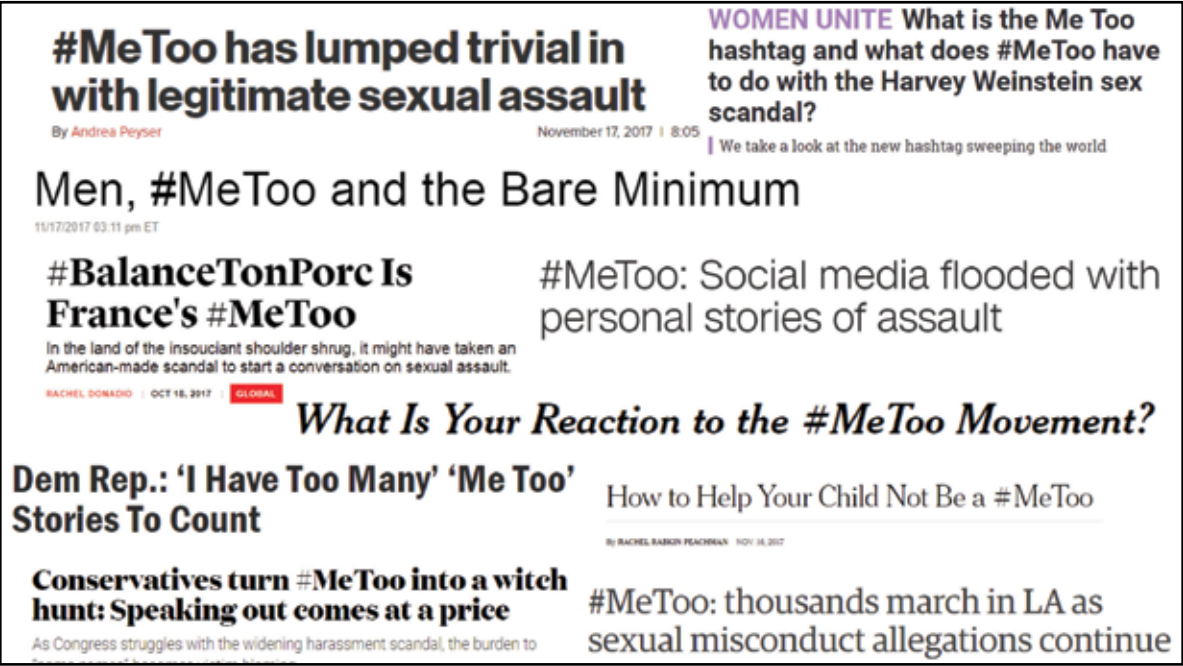 #MeToo has lumped trivial in
with legitimate sexual assault
By Andrea Peyser November 17, 2017 | 8:05
WOMEN UNITE What is the Me Too
hashtag and what does #MeToo have
to do with the Harvey Weinstein sex
scandal?
We take a look at the new hashtag sweeping the world
Men, #MeToo and the Bare Minimum
11/17/2017 03:11 pm ET
#BalanceTonPorc Is
France's #MeToo
In the land of the insouciant shoulder shrug, it might have taken an
American-made scandal to start a conversation on sexual assault.
RACHEL DONADIO | OCT 18, 2017 | GLOBAL
#MeToo: Social media flooded with
personal stories of assault
What Is Your Reaction to the #MeToo Movement?
Dem Rep.: ‘I Have Too Many’ ‘Me Too’
Stories To Count
How to Help Your Child Not Be a #MeToo
By RACHEL RABKIN PEACHMAN NOV 16, 2017
Conservatives turn #MeToo into a witch
hunt: Speaking out comes at a price
As Congress struggles with the widening harassment scandal, the burden to
#MeToo: thousands march in LA as
sexual misconduct allegations continue